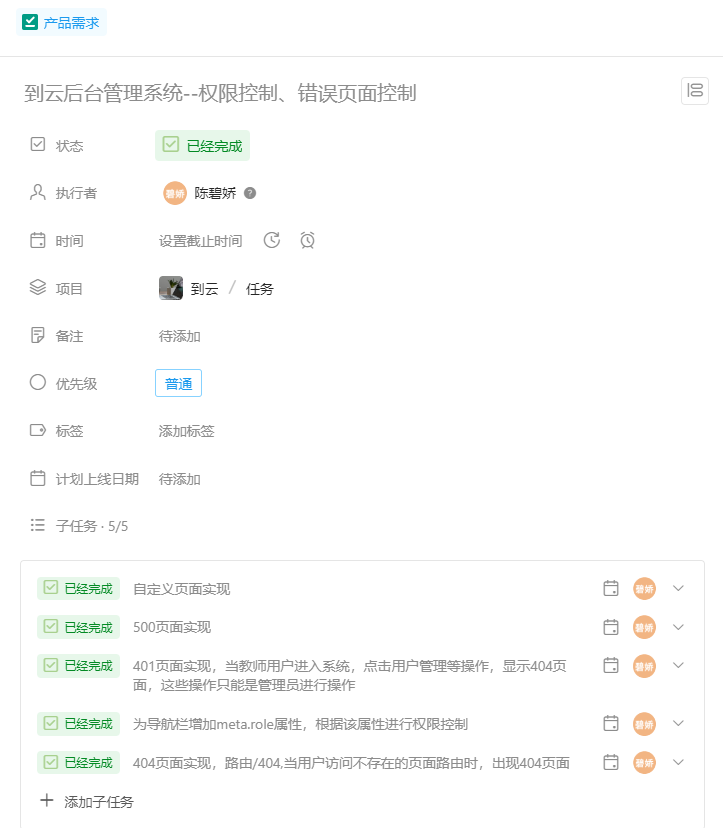 产品需求
到云后台管理系统--权限控制、错误页面控制
状态 已经完成
执行者 碧娇 陈碧娇 ?
时间 设置截止时间
项目 到云 / 任务
备注 待添加
优先级 普通
标签 添加标签
计划上线日期 待添加
子任务 · 5/5
已经完成 自定义页面实现 碧娇
已经完成 500页面实现 碧娇
已经完成 401页面实现，当教师用户进入系统，点击用户管理等操作，显示404页 碧娇
面，这些操作只能是管理员进行操作
已经完成 为导航栏增加meta.role属性，根据该属性进行权限控制 碧娇
已经完成 404页面实现，路由/404,当用户访问不存在的页面路由时，出现404页面 碧娇
添加子任务